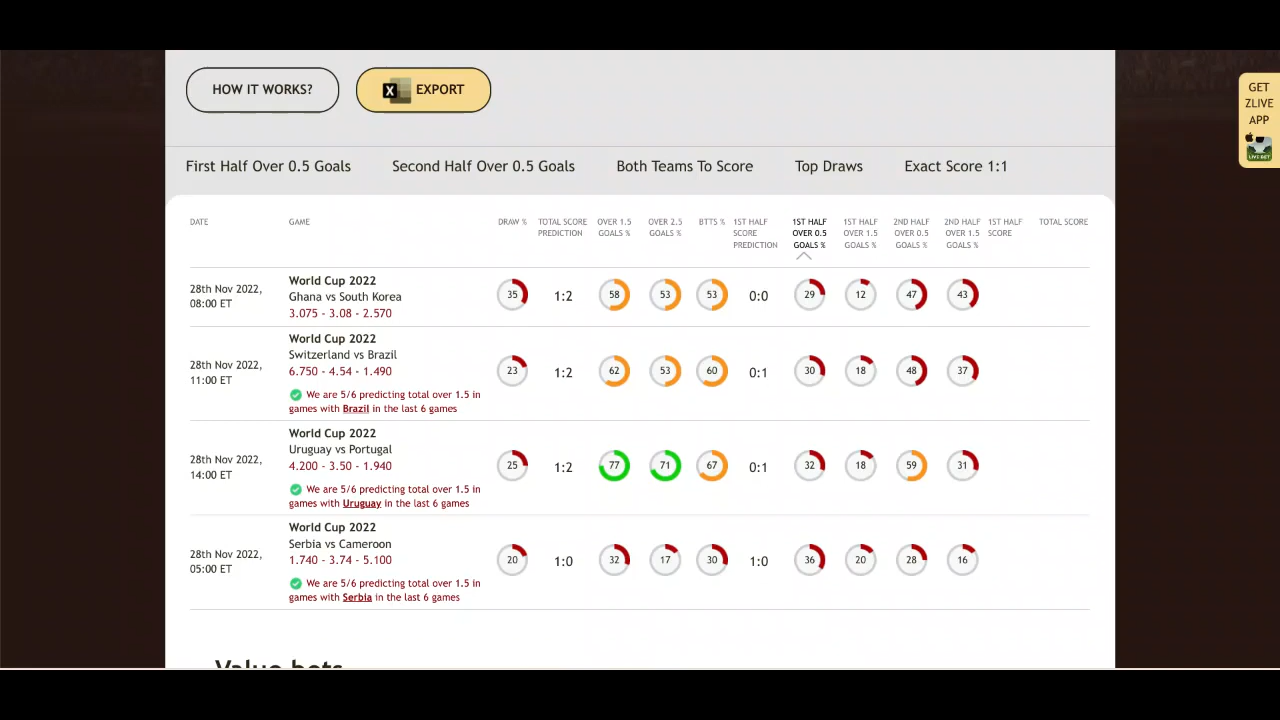 HOW IT WORKS?
X EXPORT
GET
ZLIVE
APP
LIVE BET
First Half Over 0.5 Goals
Second Half Over 0.5 Goals
Both Teams To Score
Top Draws
Exact Score 1:1
DATE
GAME
DRAW %
TOTAL SCORE
PREDICTION
OVER 1.5
GOALS %
OVER 2.5
GOALS %
BTTS %
1ST HALF
SCORE
PREDICTION
1ST HALF
OVER 0.5
GOALS %
1ST HALF
OVER 1.5
GOALS %
2ND HALF
OVER 0.5
GOALS %
2ND HALF
OVER 1.5
GOALS %
1ST HALF
SCORE
TOTAL SCORE
28th Nov 2022,
08:00 ET
World Cup 2022
Ghana vs South Korea
3.075 - 3.08 - 2.570
35 1:2 58 53 53 0:0 29 12 47 43
28th Nov 2022,
11:00 ET
World Cup 2022
Switzerland vs Brazil
6.750 - 4.54 - 1.490
We are 5/6 predicting total over 1.5 in
games with Brazil in the last 6 games
23 1:2 62 53 60 0:1 30 18 48 37
28th Nov 2022,
14:00 ET
World Cup 2022
Uruguay vs Portugal
4.200 - 3.50 - 1.940
We are 5/6 predicting total over 1.5 in
games with Uruguay in the last 6 games
25 1:2 77 71 67 0:1 32 18 59 31
28th Nov 2022,
05:00 ET
World Cup 2022
Serbia vs Cameroon
1.740 - 3.74 - 5.100
We are 5/6 predicting total over 1.5 in
games with Serbia in the last 6 games
20 1:0 32 17 30 1:0 36 20 28 16
Value bets